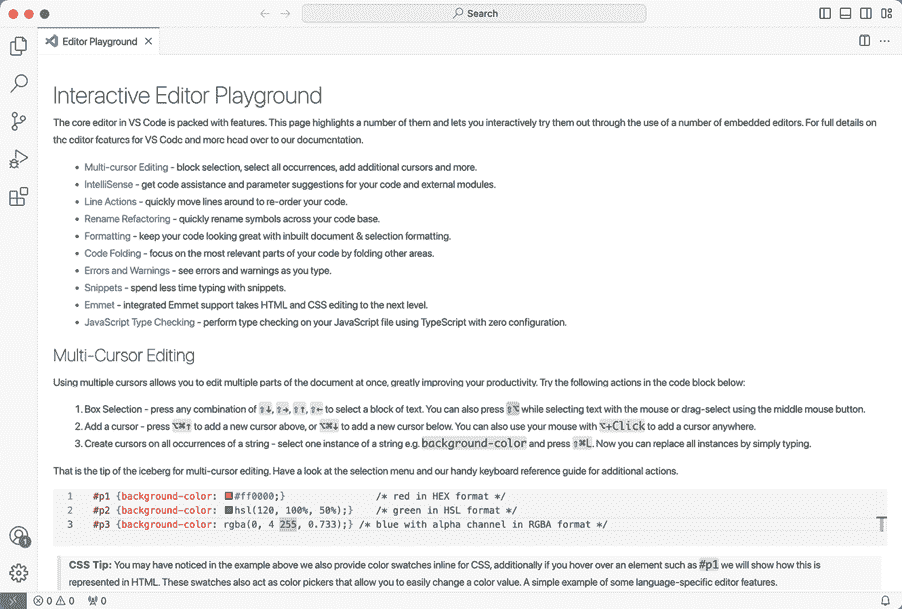 Search
Editor Playground
Interactive Editor Playground
The core editor in VS Code is packed with features. This page highlights a number of them and lets you interactively try them out through the use of a number of embedded editors. For full details on
the editor features for VS Code and more head over to our documentation.
Multi-cursor Editing - block selection, select all occurrences, add additional cursors and more.
IntelliSense - get code assistance and parameter suggestions for your code and external modules.
Line Actions - quickly move lines around to re-order your code.
Rename Refactoring - quickly rename symbols across your code base.
Formatting - keep your code looking great with inbuilt document & selection formatting.
Code Folding - focus on the most relevant parts of your code by folding other areas.
Errors and Warnings - see errors and warnings as you type.
Snippets - spend less time typing with snippets.
Emmet - integrated Emmet support takes HTML and CSS editing to the next level.
JavaScript Type Checking - perform type checking on your JavaScript file using TypeScript with zero configuration.
Multi-Cursor Editing
Using multiple cursors allows you to edit multiple parts of the document at once, greatly improving your productivity. Try the following actions in the code block below:
1. Box Selection - press any combination of ⇧↓, ⇧→, ⇧↑, ⇧← to select a block of text. You can also press ⇧⌥ while selecting text with the mouse or drag-select using the middle mouse button.
2. Add a cursor - press ⌥⌘↑ to add a new cursor above, or ⌥⌘↓ to add a new cursor below. You can also use your mouse with ⌥+Click to add a cursor anywhere.
3. Create cursors on all occurrences of a string - select one instance of a string e.g. background-color and press ⇧⌘L. Now you can replace all instances by simply typing.
That is the tip of the iceberg for multi-cursor editing. Have a look at the selection menu and our handy keyboard reference guide for additional actions.
1 #p1 {background-color: #ff0000;} /* red in HEX format */
2 #p2 {background-color: hsl(120, 100%, 50%);} /* green in HSL format */
3 #p3 {background-color: rgba(0, 4 255, 0.733);} /* blue with alpha channel in RGBA format */
CSS Tip: You may have noticed in the example above we also provide color swatches inline for CSS, additionally if you hover over an element such as #p1 we will show how this is
represented in HTML. These swatches also act as color pickers that allow you to easily change a color value. A simple example of some language-specific editor features.
1
0 0 0